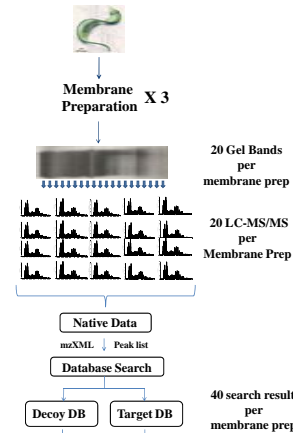 Membrane
Preparation X 3
20 Gel Bands
per
membrane prep
20 LC-MS/MS
per
Membrane Prep
Native Data
mzXML Peak list
Database Search
40 search result
per
membrane prep
Decoy DB Target DB